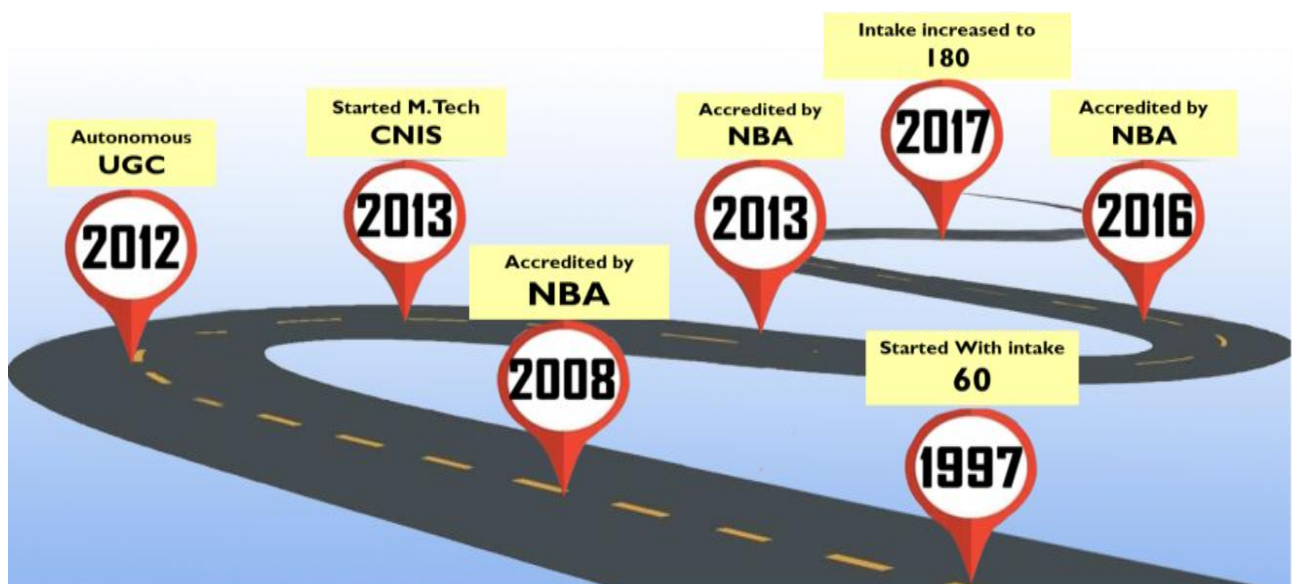 Intake increased to
180
2017
Started M.Tech
CNIS
2013
Accredited by
NBA
2013
Accredited by
NBA
2016
Autonomous
UGC
2012
Accredited by
NBA
2008
Started With intake
60
1997